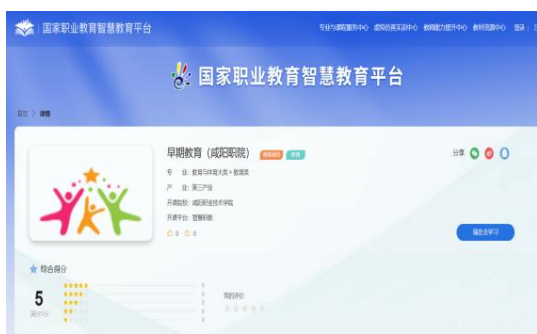 国家职业教育智慧教育平台
专业与课程服务中心 虚拟仿真实训中心 教师能力提升中心 教材资源中心 登录
国家职业教育智慧教育平台
首页 > 课程
早期教育（咸阳职院）
专 业: 教育与体育大类 > 教育类
产 业: 第三产业
开课院校: 咸阳职业技术学院
开课平台: 智慧职教
0 0
分享
现在去学习
综合得分
5
满分5分
0
0
0
0
0
我的评价: